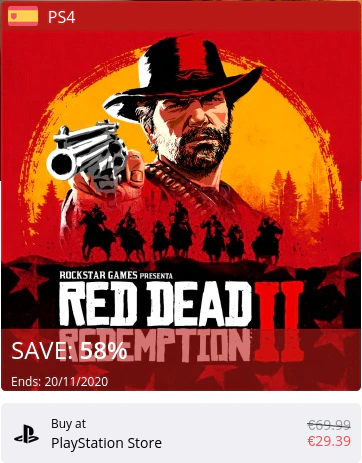 PS4
ROCKSTAR GAMES PRESENTA
RED DEAD
REDEMPTION II
SAVE: 58%
Ends: 20/11/2020
Buy at
PlayStation Store
€69.99
€29.39